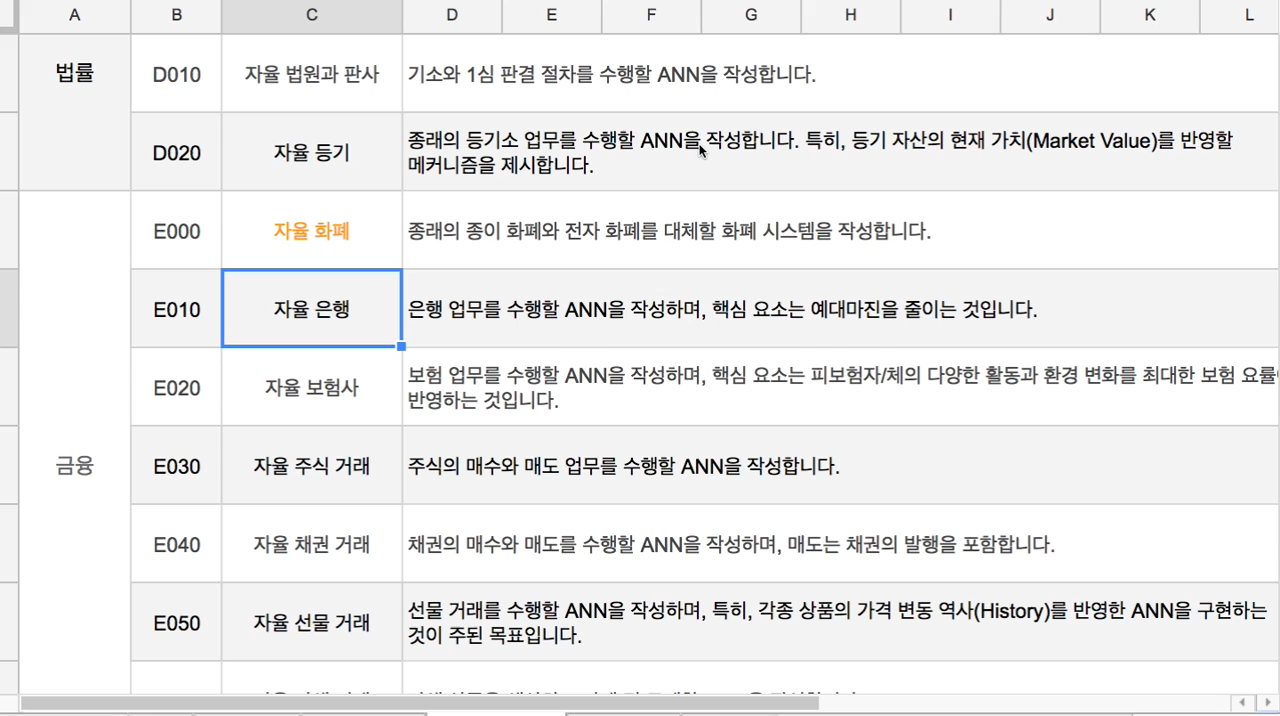 A B C D E F G H I J K L
법률
D010 자율 법원과 판사 기소와 1심 판결 절차를 수행할 ANN을 작성합니다.
D020 자율 등기 종래의 등기소 업무를 수행할 ANN을 작성합니다. 특히, 등기 자산의 현재 가치(Market Value)를 반영할
메커니즘을 제시합니다.
금융
E000 자율 화폐 종래의 종이 화폐와 전자 화폐를 대체할 화폐 시스템을 작성합니다.
E010 자율 은행 은행 업무를 수행할 ANN을 작성하며, 핵심 요소는 예대마진을 줄이는 것입니다.
E020 자율 보험사 보험 업무를 수행할 ANN을 작성하며, 핵심 요소는 피보험자/체의 다양한 활동과 환경 변화를 최대한 보험 요률
반영하는 것입니다.
E030 자율 주식 거래 주식의 매수와 매도 업무를 수행할 ANN을 작성합니다.
E040 자율 채권 거래 채권의 매수와 매도를 수행할 ANN을 작성하며, 매도는 채권의 발행을 포함합니다.
E050 자율 선물 거래 선물 거래를 수행할 ANN을 작성하며, 특히, 각종 상품의 가격 변동 역사(History)를 반영한 ANN을 구현하는
것이 주된 목표입니다.